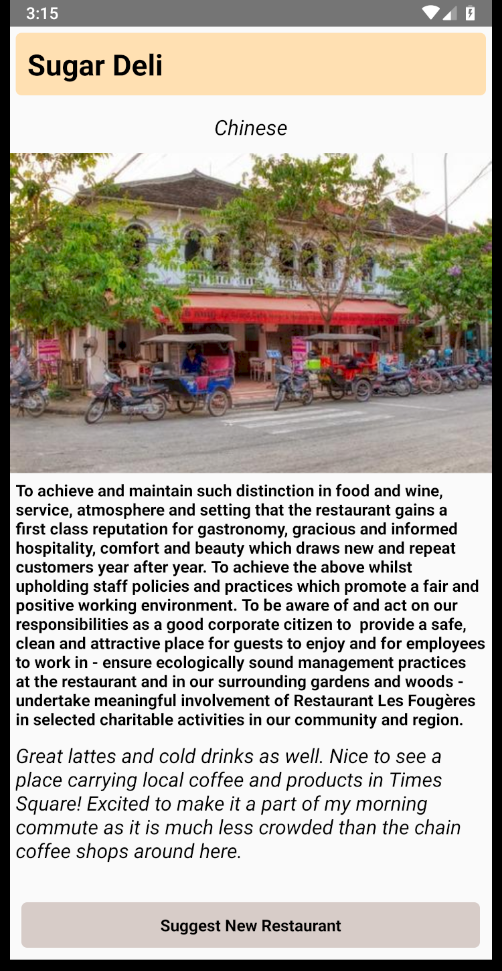 3:15
Sugar Deli
Chinese
To achieve and maintain such distinction in food and wine,
service, atmosphere and setting that the restaurant gains a
first class reputation for gastronomy, gracious and informed
hospitality, comfort and beauty which draws new and repeat
customers year after year. To achieve the above whilst
upholding staff policies and practices which promote a fair and
positive working environment. To be aware of and act on our
responsibilities as a good corporate citizen to  provide a safe,
clean and attractive place for guests to enjoy and for employees
to work in - ensure ecologically sound management practices
at the restaurant and in our surrounding gardens and woods -
undertake meaningful involvement of Restaurant Les Fougères
in selected charitable activities in our community and region.
Great lattes and cold drinks as well. Nice to see a
place carrying local coffee and products in Times
Square! Excited to make it a part of my morning
commute as it is much less crowded than the chain
coffee shops around here.
Suggest New Restaurant